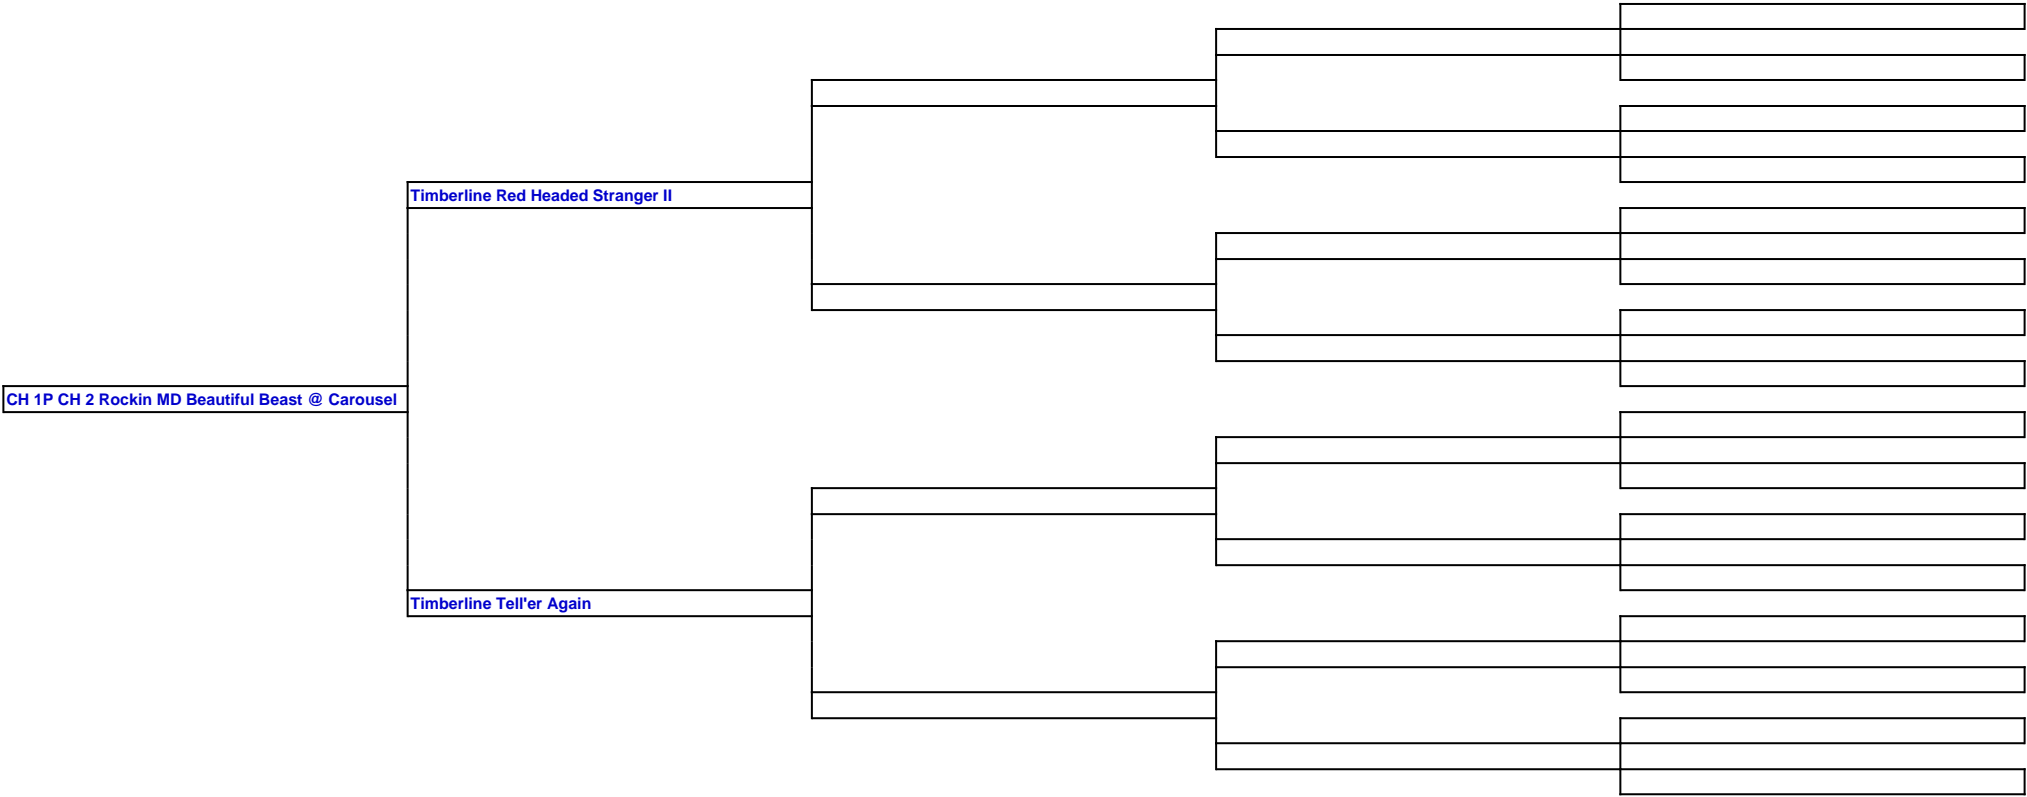 Timberline Red Headed Stranger II
CH 1P CH 2 Rockin MD Beautiful Beast @ Carousel
Timberline Tell'er Again